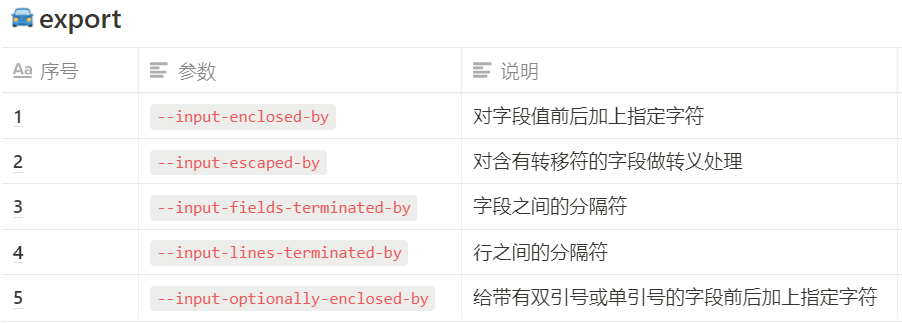 export
Aa 序号 参数 说明
1 --input-enclosed-by 对字段值前后加上指定字符
2 --input-escaped-by 对含有转移符的字段做转义处理
3 --input-fields-terminated-by 字段之间的分隔符
4 --input-lines-terminated-by 行之间的分隔符
5 --input-optionally-enclosed-by 给带有双引号或单引号的字段前后加上指定字符